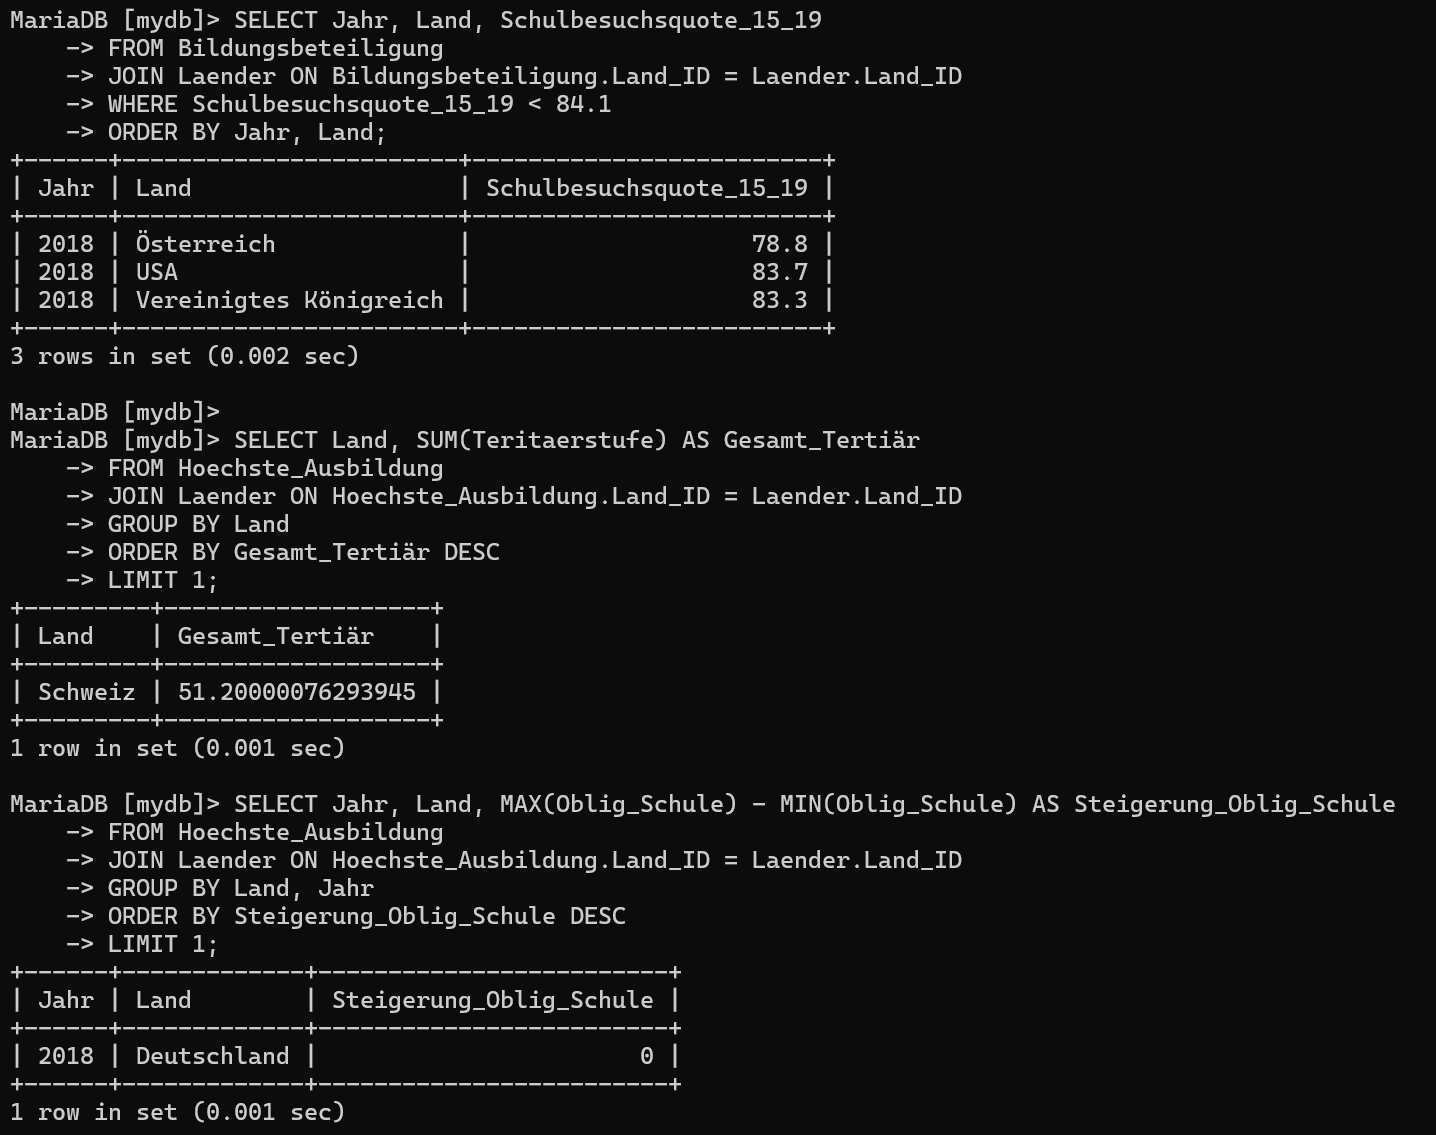 MariaDB [mydb]> SELECT Jahr, Land, Schulbesuchsquote_15_19
    -> FROM Bildungsbeteiligung
    -> JOIN Laender ON Bildungsbeteiligung.Land_ID = Laender.Land_ID
    -> WHERE Schulbesuchsquote_15_19 < 84.1
    -> ORDER BY Jahr, Land;
+------+------------------------+-------------------------+
| Jahr | Land                   | Schulbesuchsquote_15_19 |
+------+------------------------+-------------------------+
| 2018 | Österreich             |                    78.8 |
| 2018 | USA                    |                    83.7 |
| 2018 | Vereinigtes Königreich |                    83.3 |
+------+------------------------+-------------------------+
3 rows in set (0.002 sec)

MariaDB [mydb]>
MariaDB [mydb]> SELECT Land, SUM(Teritaerstufe) AS Gesamt_Tertiär
    -> FROM Hoechste_Ausbildung
    -> JOIN Laender ON Hoechste_Ausbildung.Land_ID = Laender.Land_ID
    -> GROUP BY Land
    -> ORDER BY Gesamt_Tertiär DESC
    -> LIMIT 1;
+---------+-------------------+
| Land    | Gesamt_Tertiär    |
+---------+-------------------+
| Schweiz | 51.20000076293945 |
+---------+-------------------+
1 row in set (0.001 sec)

MariaDB [mydb]> SELECT Jahr, Land, MAX(Oblig_Schule) - MIN(Oblig_Schule) AS Steigerung_Oblig_Schule
    -> FROM Hoechste_Ausbildung
    -> JOIN Laender ON Hoechste_Ausbildung.Land_ID = Laender.Land_ID
    -> GROUP BY Land, Jahr
    -> ORDER BY Steigerung_Oblig_Schule DESC
    -> LIMIT 1;
+------+-------------+-------------------------+
| Jahr | Land        | Steigerung_Oblig_Schule |
+------+-------------+-------------------------+
| 2018 | Deutschland |                       0 |
+------+-------------+-------------------------+
1 row in set (0.001 sec)